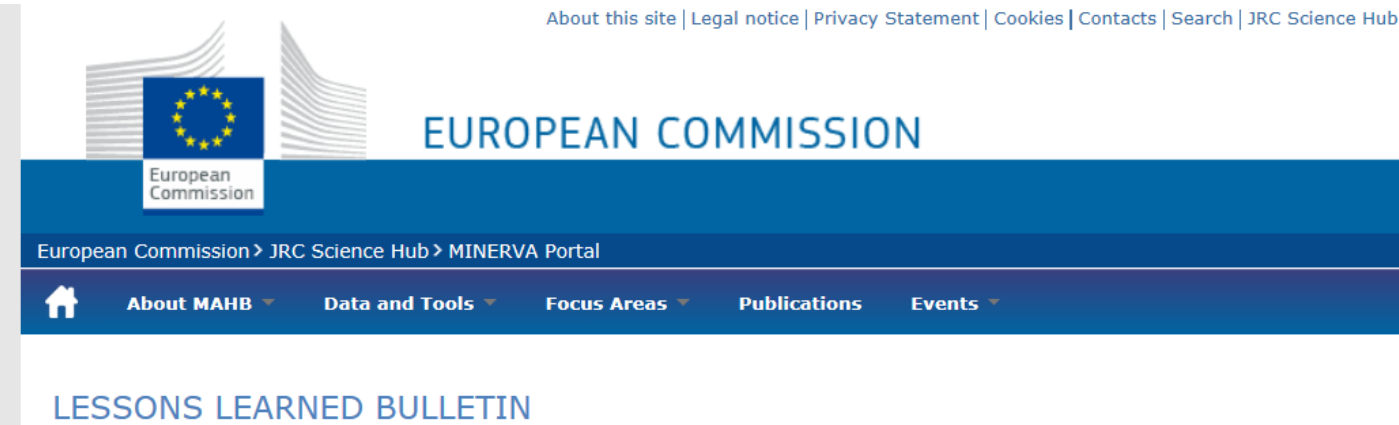 About this site | Legal notice | Privacy Statement | Cookies | Contacts | Search | JRC Science Hub
EUROPEAN COMMISSION
European
Commission
European Commission > JRC Science Hub > MINERVA Portal
About MAHB Data and Tools Focus Areas Publications Events
LESSONS LEARNED BULLETIN